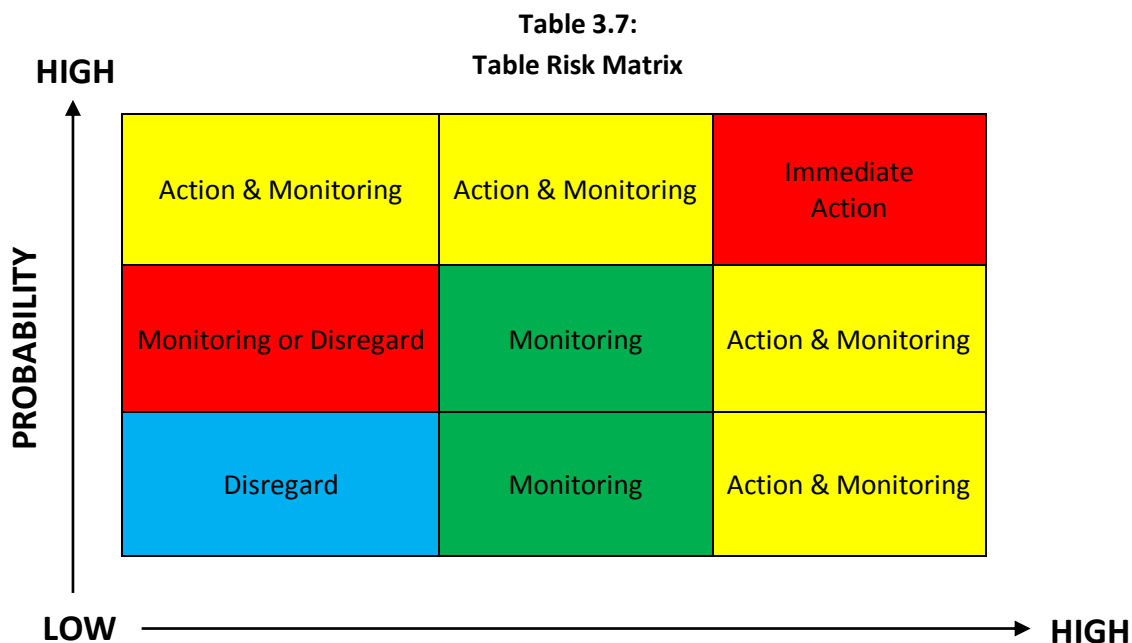 Table 3.7:
Table Risk Matrix
HIGH
Action & Monitoring
Action & Monitoring
Immediate
Action
PROBABILITY
Monitoring or Disregard
Monitoring
Action & Monitoring
Disregard
Monitoring
Action & Monitoring
LOW
HIGH